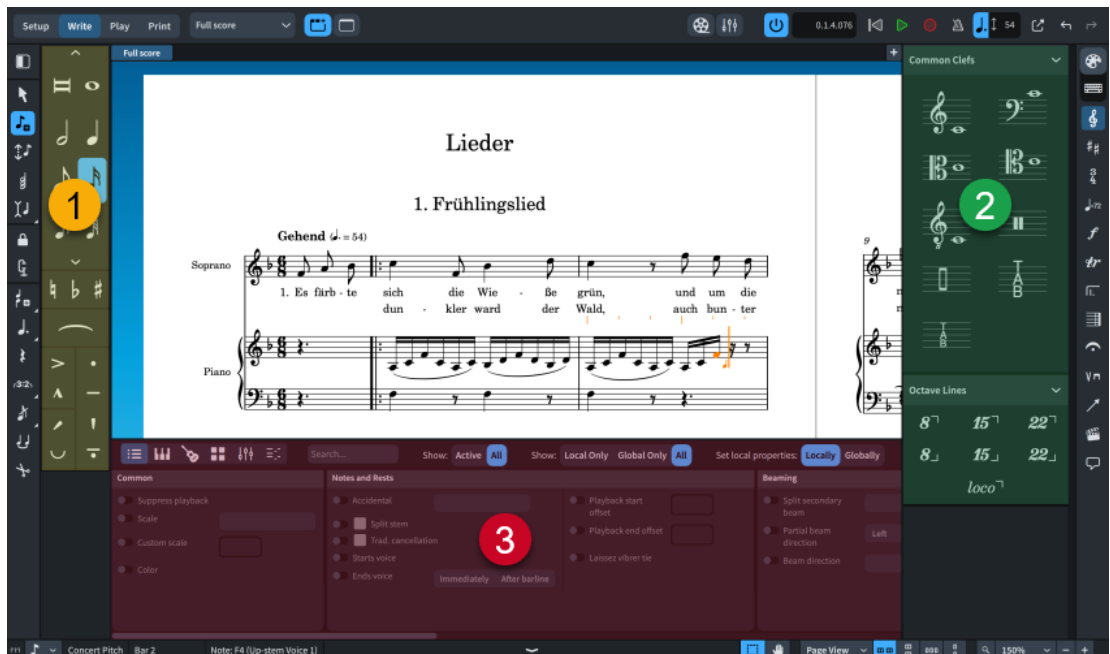 Setup Write Play Print Full score 0.1.4.076 54
Full score
Common Clefs
Lieder
1. Frühlingslied
Gehend (♩. = 54)
Soprano
1. Es färb - te sich die Wie - ße grün, und um die
dun - kler ward der Wald, auch bun - ter
Piano
9
1
2
Octave Lines
8 15 22
8 15 22
loco
Search... Show: Active All Show: Local Only Global Only All Set local properties: Locally Globally
Common Notes and Rests Beaming
Suppress playback Accidental Playback start offset Split secondary beam
Scale Split stem Playback end offset Partial beam direction Left
Custom scale Trad. cancellation
Starts voice Laissez vibrer tie Beam direction
Color Ends voice Immediately After barline
3
Concert Pitch Bar 2 Note: F4 (Up-stem Voice 1) Page View 150%